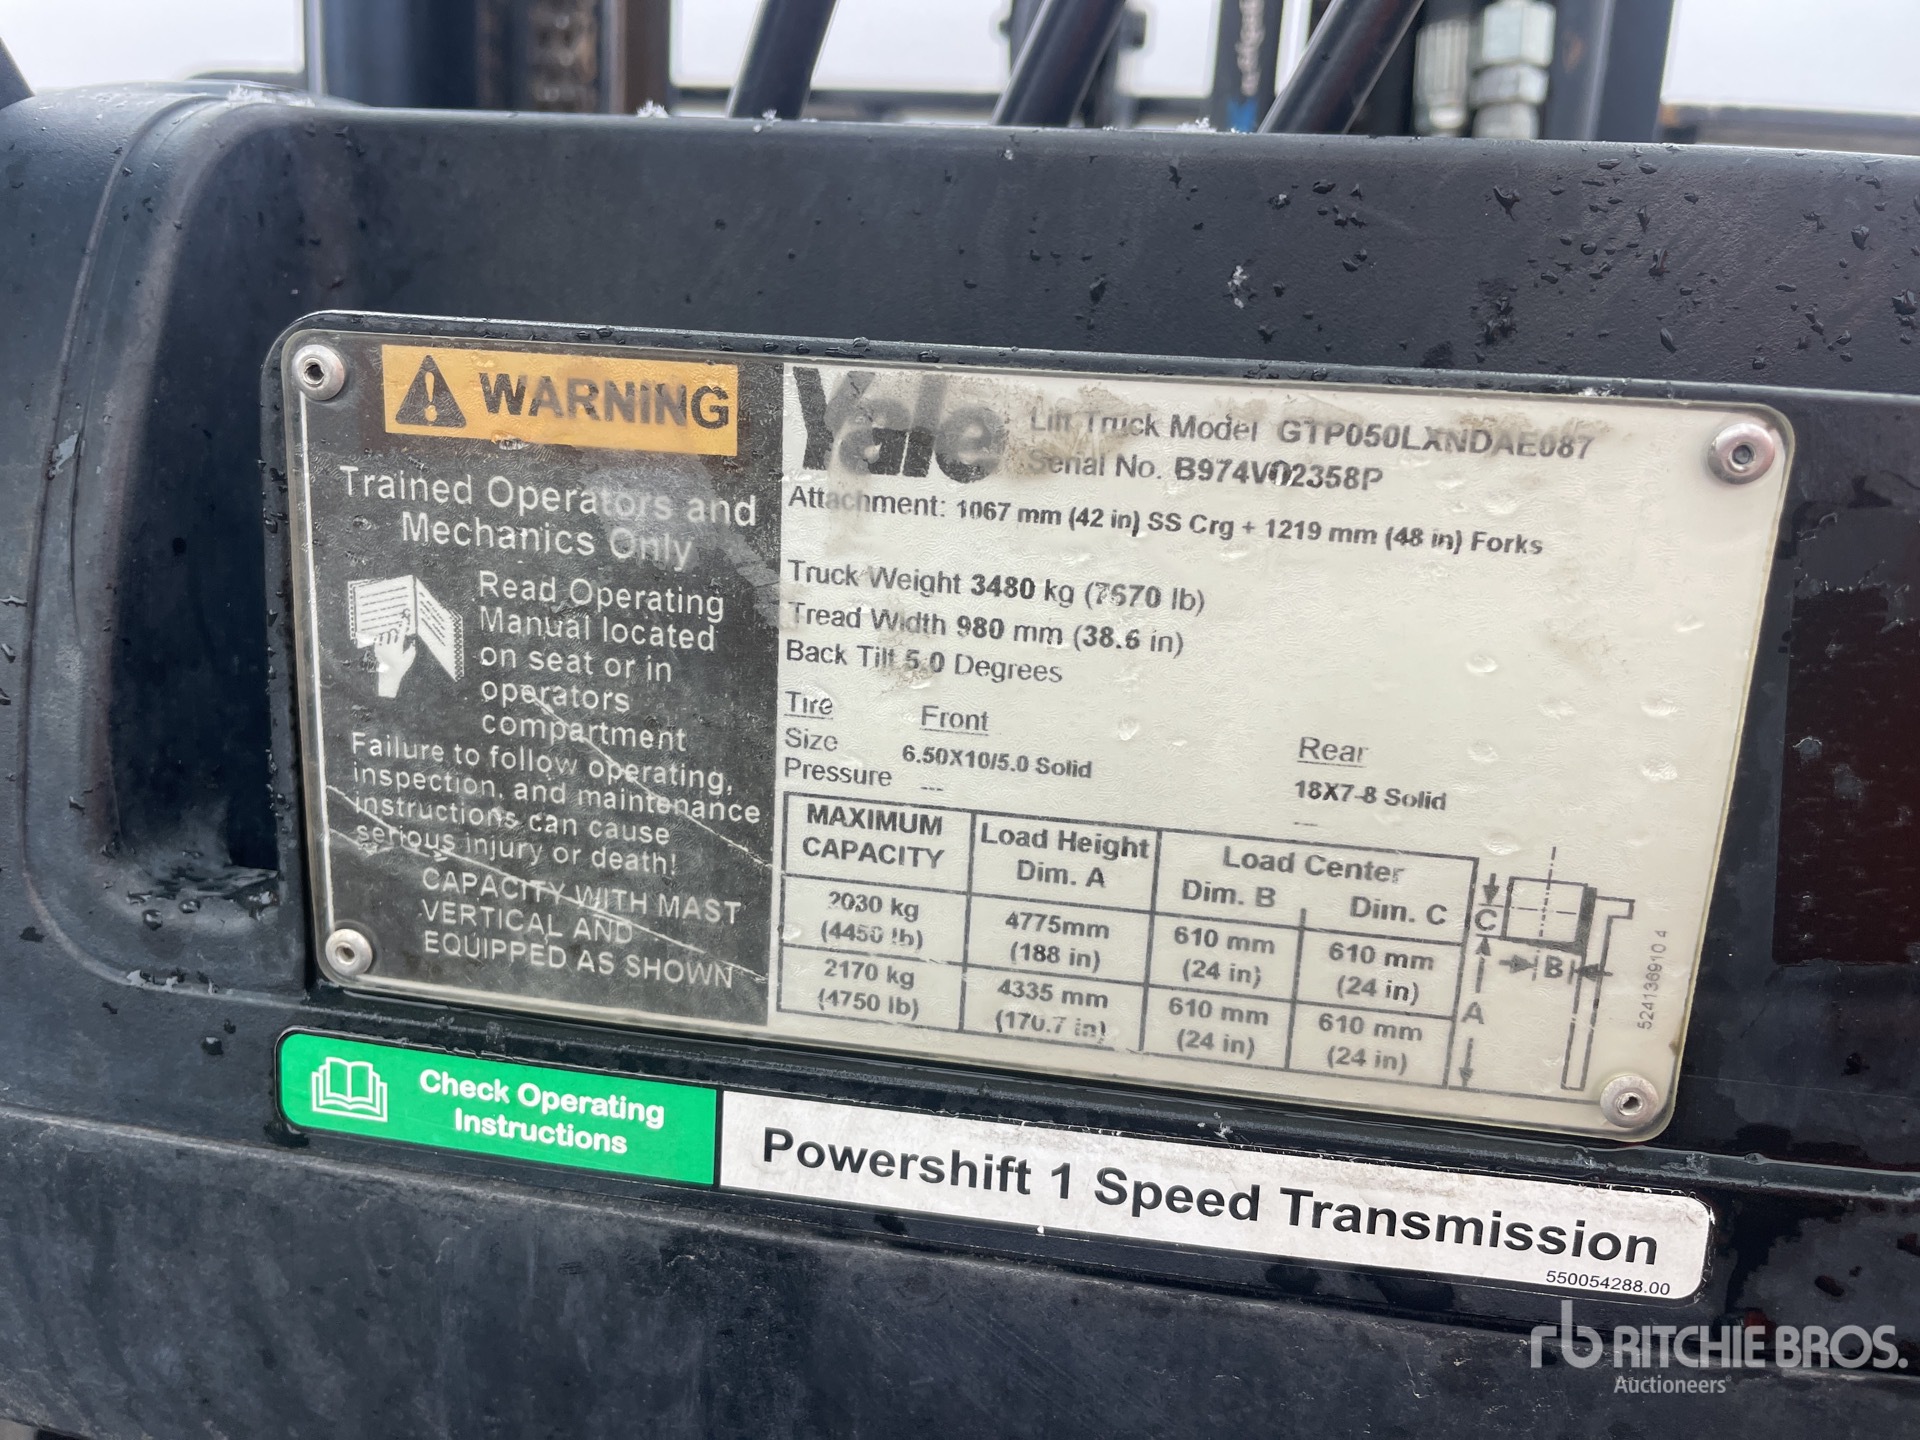 WARNING
Trained Operators and
Mechanics Only
Read Operating
Manual located
on seat or in
operators
compartment
Failure to follow operating,
inspection, and maintenance
instructions can cause
serious injury or death!
CAPACITY WITH MAST
VERTICAL AND
EQUIPPED AS SHOWN
Yale
Lift Truck Model GTP050LXNDAE087
Serial No. B974V02358P
Attachment: 1067 mm (42 in) SS Crg + 1219 mm (48 in) Forks
Truck Weight 3480 kg (7670 lb)
Tread Width 980 mm (38.6 in)
Back Tilt 5.0 Degrees
Tire Front Rear
Size 6.50X10/5.0 Solid 18X7-8 Solid
Pressure --- ---
MAXIMUM CAPACITY Load Height Dim. A Load Center
Dim. B Dim. C
2030 kg 4775mm 610 mm 610 mm
(4450 lb) (188 in) (24 in) (24 in)
2170 kg 4335 mm 610 mm 610 mm
(4750 lb) (170.7 in) (24 in) (24 in)
C
B
A
524136910 4
Check Operating
Instructions
Powershift 1 Speed Transmission
550054288.00
rb RITCHIE BROS.
Auctioneers